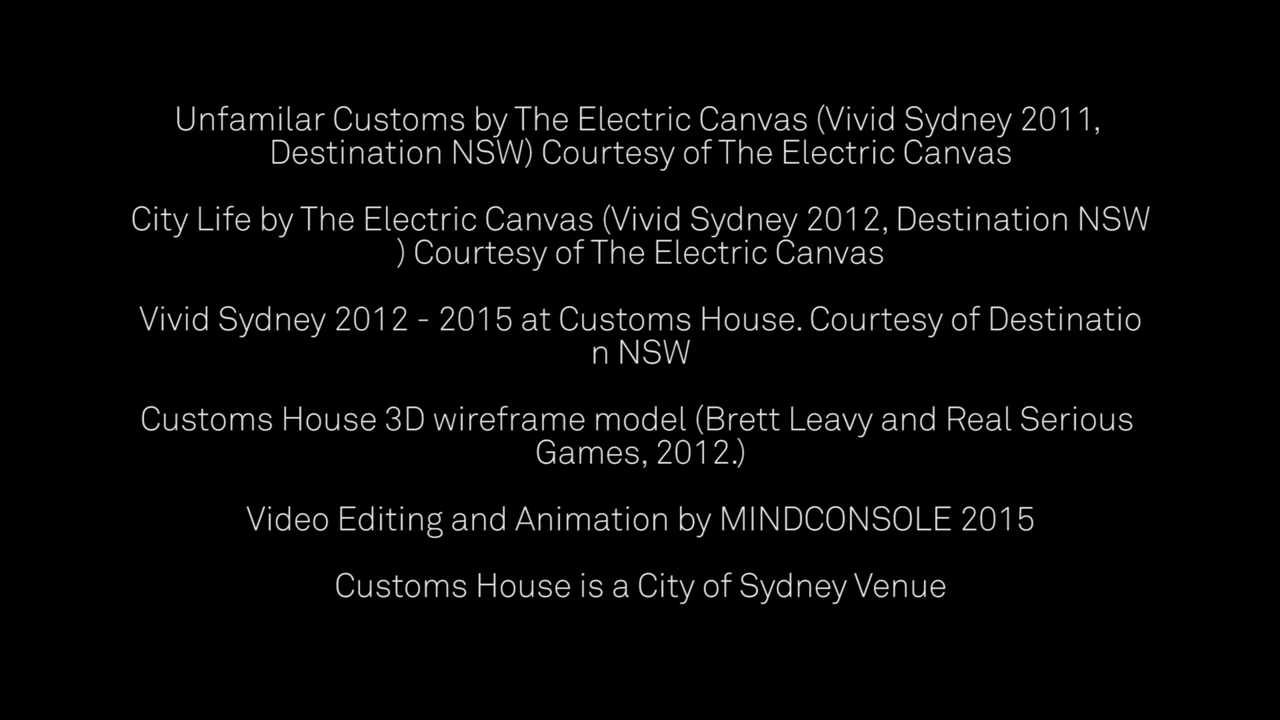 Unfamilar Customs by The Electric Canvas (Vivid Sydney 2011,
Destination NSW) Courtesy of The Electric Canvas
City Life by The Electric Canvas (Vivid Sydney 2012, Destination NSW
) Courtesy of The Electric Canvas
Vivid Sydney 2012 - 2015 at Customs House. Courtesy of Destinatio
n NSW
Customs House 3D wireframe model (Brett Leavy and Real Serious
Games, 2012.)
Video Editing and Animation by MINDCONSOLE 2015
Customs House is a City of Sydney Venue